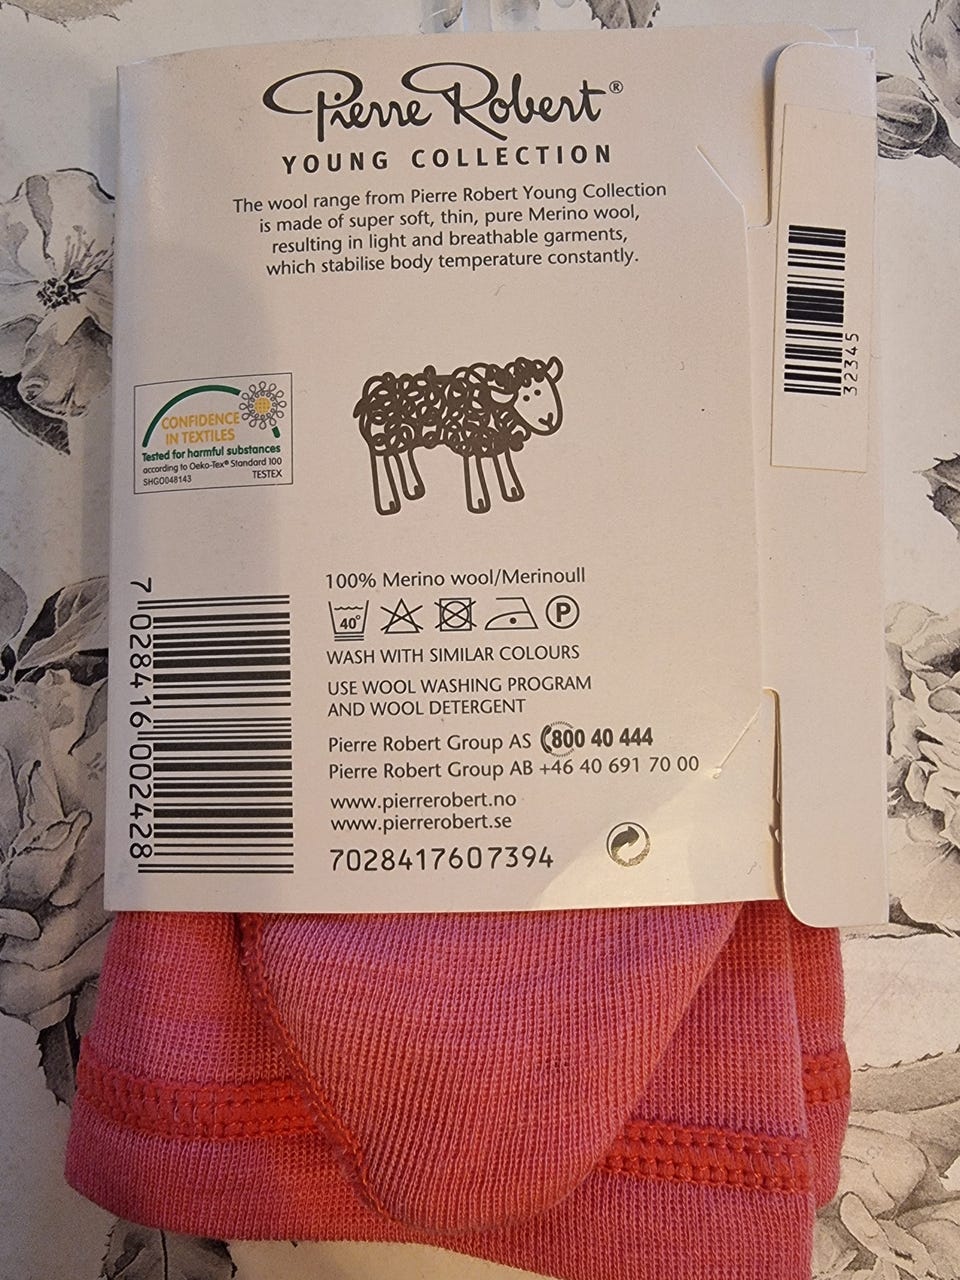 Pierre Robert®
YOUNG COLLECTION
The wool range from Pierre Robert Young Collection
is made of super soft, thin, pure Merino wool,
resulting in light and breathable garments,
which stabilise body temperature constantly.
32345
CONFIDENCE
IN TEXTILES
Tested for harmful substances
according to Oeko-Tex® Standard 100
SHGO048143 TESTEX
100% Merino wool/Merinoull
40° P
WASH WITH SIMILAR COLOURS
USE WOOL WASHING PROGRAM
AND WOOL DETERGENT
Pierre Robert Group AS 800 40 444
Pierre Robert Group AB +46 40 691 70 00
www.pierrerobert.no
www.pierrerobert.se
7028417607394
7 028416 002428